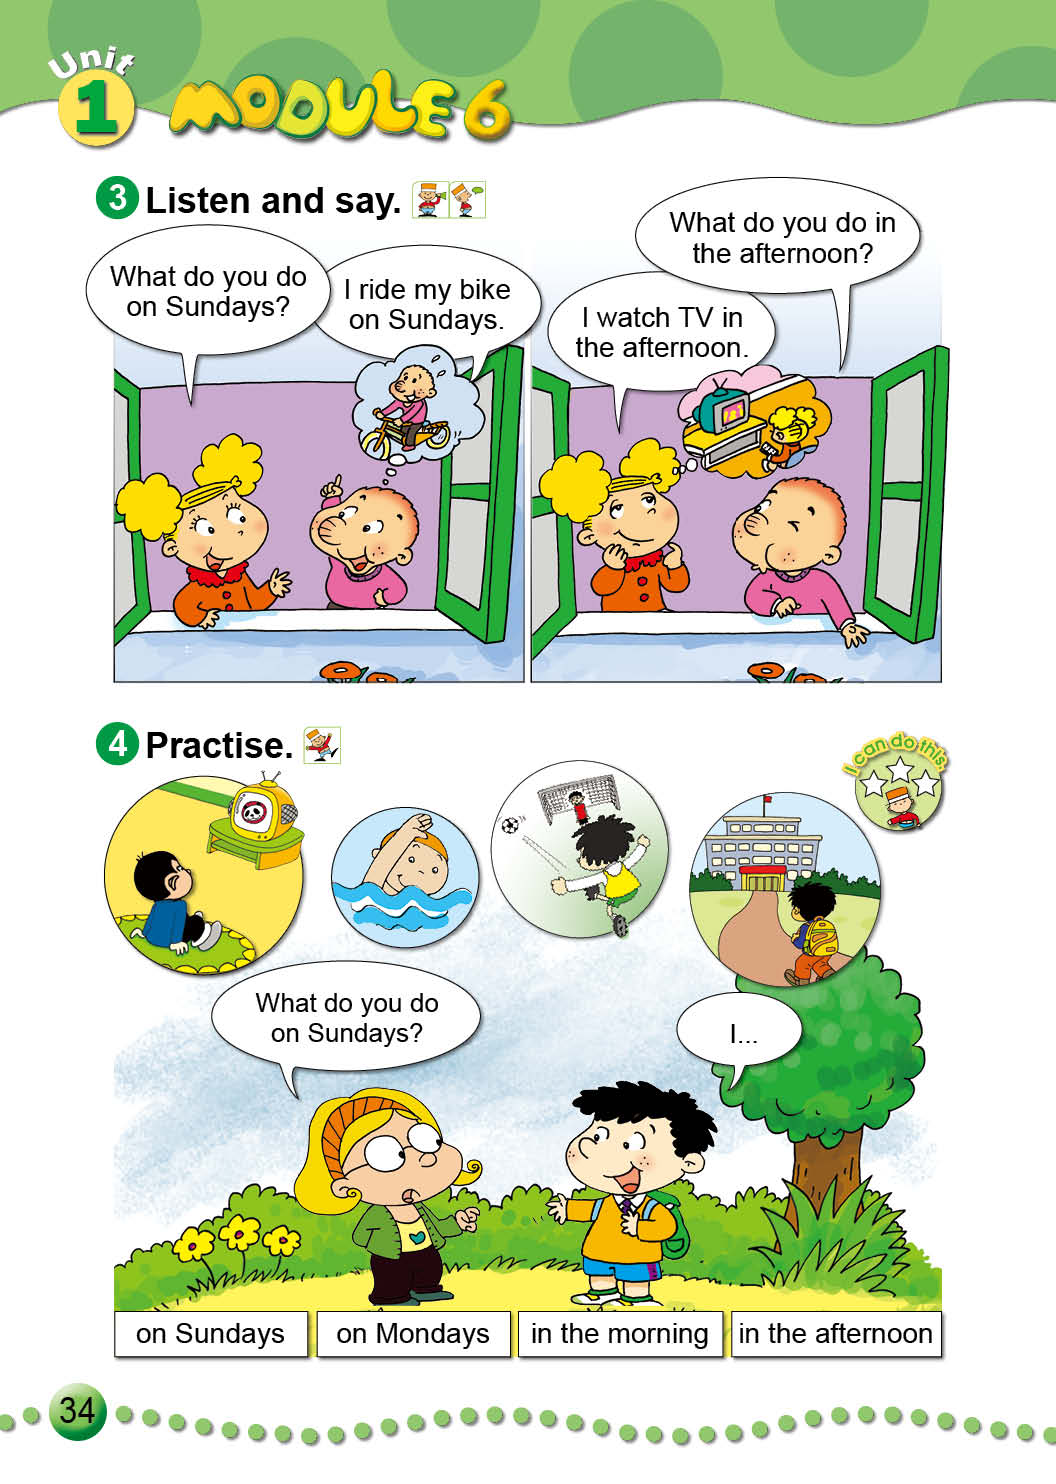 Unit
1
MODULE 6
3 Listen and say.
What do you do
on Sundays?
I ride my bike
on Sundays.
What do you do in
the afternoon?
I watch TV in
the afternoon.
4 Practise.
I can do this.
What do you do
on Sundays?
I...
on Sundays
on Mondays
in the morning
in the afternoon
34